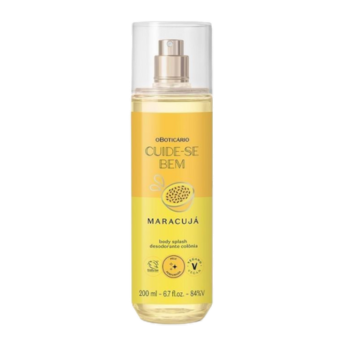 oBOTICÁRIO
CUIDE-SE
BEM
MARACUJÁ
body splash
desodorante colônia
200 ml - 6.7 fl.oz. - 84%V